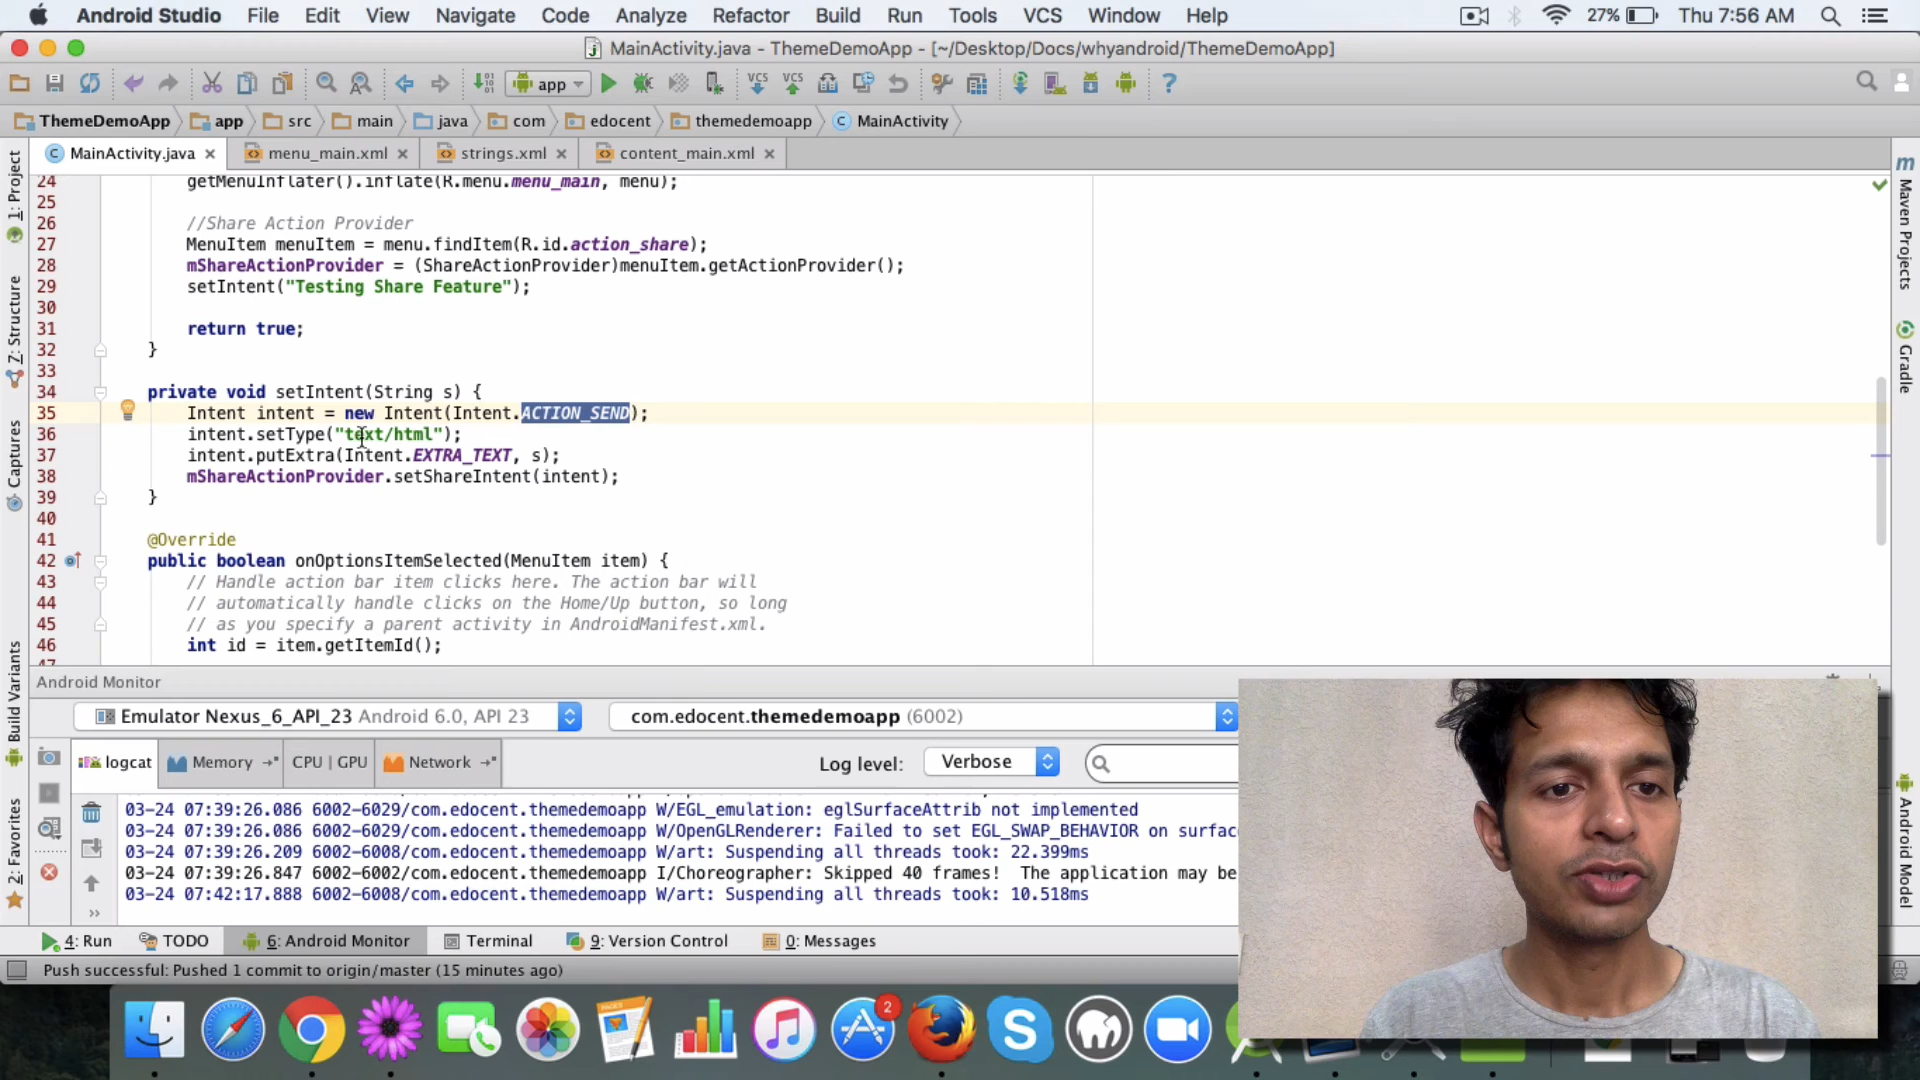 Android Studio File Edit View Navigate Code Analyze Refactor Build Run Tools VCS Window Help 27% Thu 7:56 AM
MainActivity.java - ThemeDemoApp - [~/Desktop/Docs/whyandroid/ThemeDemoApp]
app
ThemeDemoApp app src main java com edocent themedemoapp MainActivity
MainActivity.java menu_main.xml strings.xml content_main.xml
24 getMenuInflater().inflate(R.menu.menu_main, menu);
25
26 //Share Action Provider
27 MenuItem menuItem = menu.findItem(R.id.action_share);
28 mShareActionProvider = (ShareActionProvider)menuItem.getActionProvider();
29 setIntent("Testing Share Feature");
30
31 return true;
32 }
33
34 private void setIntent(String s) {
35 Intent intent = new Intent(Intent.ACTION_SEND);
36 intent.setType("text/html");
37 intent.putExtra(Intent.EXTRA_TEXT, s);
38 mShareActionProvider.setShareIntent(intent);
39 }
40
41 @Override
42 public boolean onOptionsItemSelected(MenuItem item) {
43 // Handle action bar item clicks here. The action bar will
44 // automatically handle clicks on the Home/Up button, so long
45 // as you specify a parent activity in AndroidManifest.xml.
46 int id = item.getItemId();
47
1: Project
7: Structure
Captures
Build Variants
2: Favorites
Maven Projects
Gradle
Android Model
Android Monitor
Emulator Nexus_6_API_23 Android 6.0, API 23 com.edocent.themedemoapp (6002)
logcat Memory CPU | GPU Network Log level: Verbose
03-24 07:39:26.086 6002-6029/com.edocent.themedemoapp W/EGL_emulation: eglSurfaceAttrib not implemented
03-24 07:39:26.086 6002-6029/com.edocent.themedemoapp W/OpenGLRenderer: Failed to set EGL_SWAP_BEHAVIOR on surfac
03-24 07:39:26.209 6002-6008/com.edocent.themedemoapp W/art: Suspending all threads took: 22.399ms
03-24 07:39:26.847 6002-6002/com.edocent.themedemoapp I/Choreographer: Skipped 40 frames! The application may be
03-24 07:42:17.888 6002-6008/com.edocent.themedemoapp W/art: Suspending all threads took: 10.518ms
4: Run TODO 6: Android Monitor Terminal 9: Version Control 0: Messages
Push successful: Pushed 1 commit to origin/master (15 minutes ago)
2